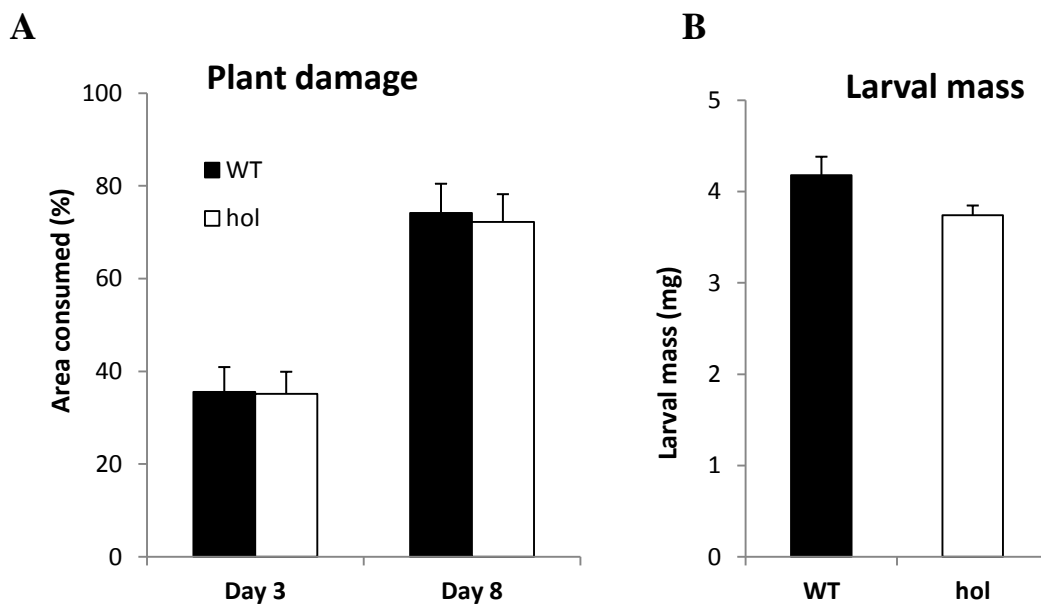 A
Plant damage
100
80
60
40
20
0
Area consumed (%)
WT
hol
Day 3
Day 8
B
Larval mass
5
4
3
2
1
0
Larval mass (mg)
WT
hol